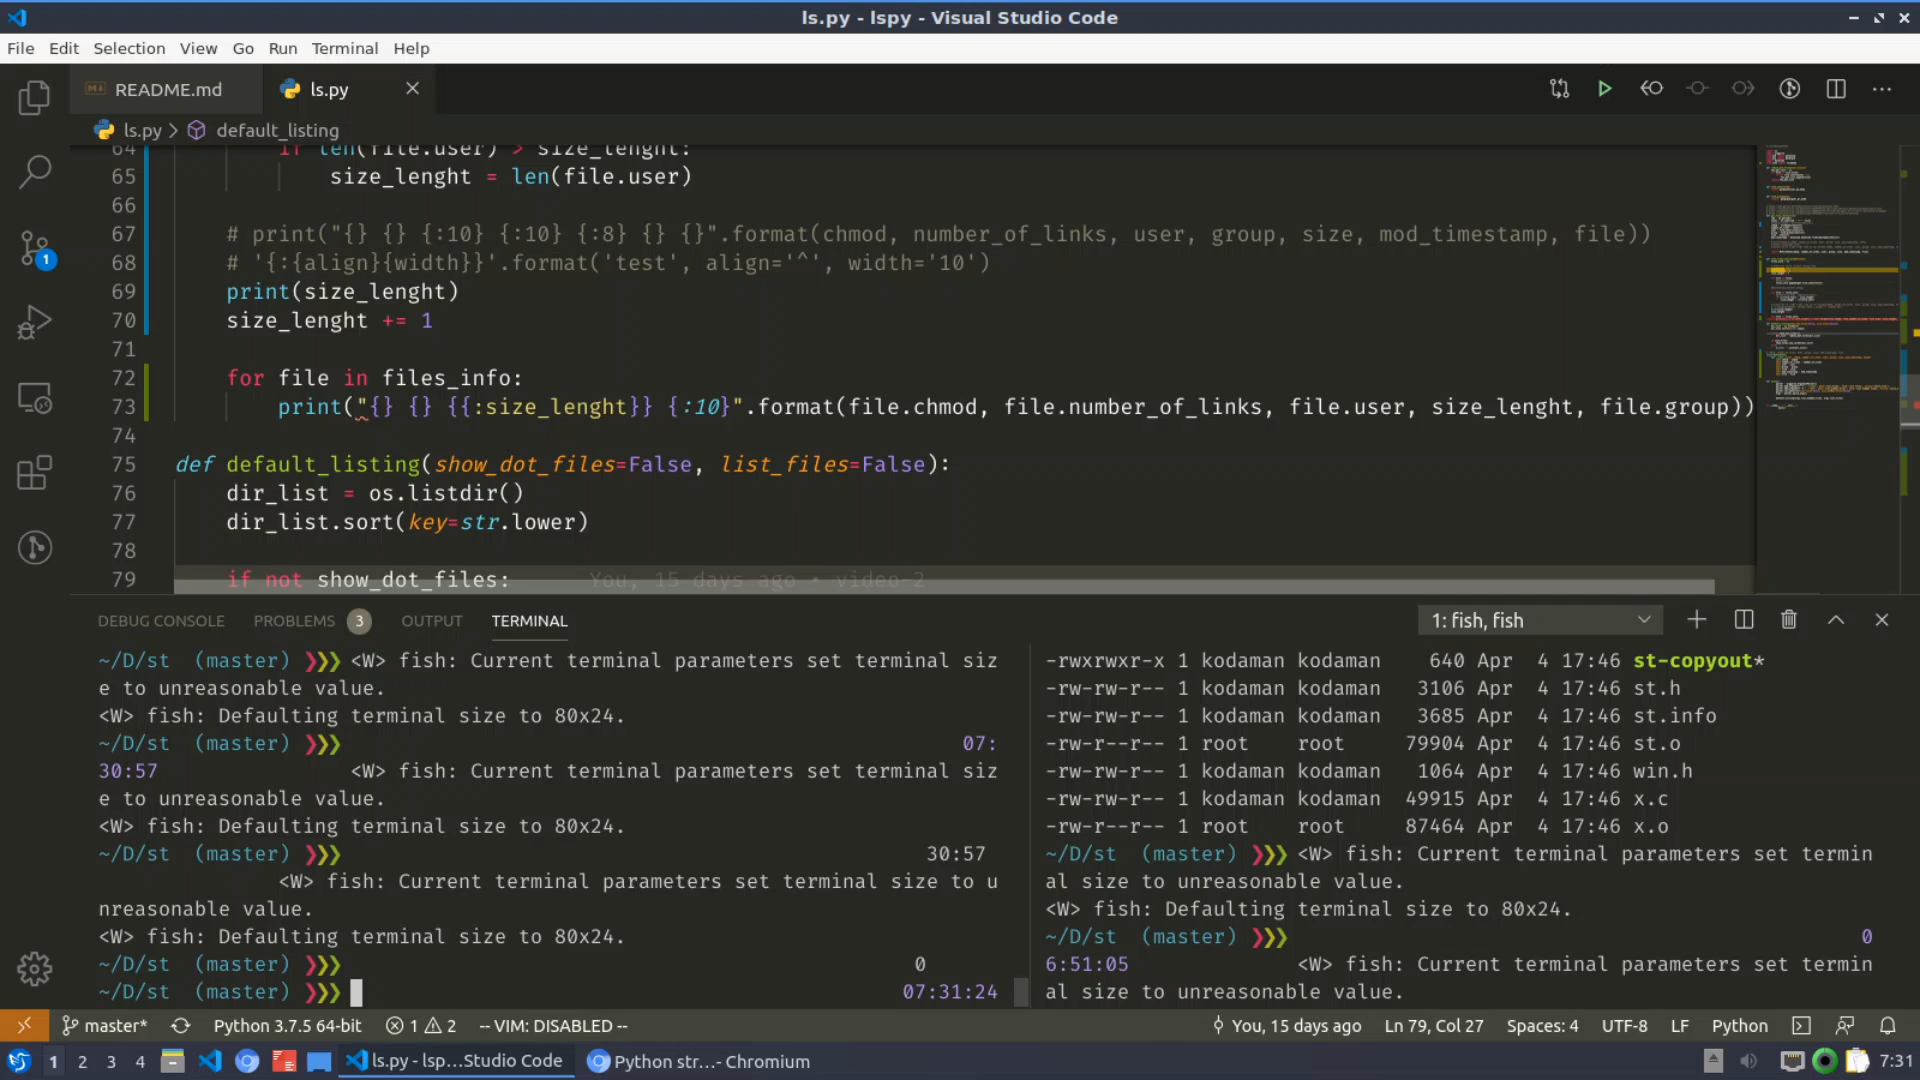 ls.py - lspy - Visual Studio Code
File Edit Selection View Go Run Terminal Help
README.md ls.py
ls.py > default_listing
64 if len(file.user) > size_lenght:
65 size_lenght = len(file.user)
66
67 # print("{} {} {:10} {:10} {:8} {} {}".format(chmod, number_of_links, user, group, size, mod_timestamp, file))
68 # '{:{align}{width}}'.format('test', align='^', width='10')
69 print(size_lenght)
70 size_lenght += 1
71
72 for file in files_info:
73 print("{} {} {{:size_lenght}} {:10}".format(file.chmod, file.number_of_links, file.user, size_lenght, file.group))
74
75 def default_listing(show_dot_files=False, list_files=False):
76 dir_list = os.listdir()
77 dir_list.sort(key=str.lower)
78
79 if not show_dot_files: You, 15 days ago • video-2
DEBUG CONSOLE PROBLEMS 3 OUTPUT TERMINAL 1: fish, fish
~/D/st (master) ❯❯❯ <W> fish: Current terminal parameters set terminal siz
e to unreasonable value.
<W> fish: Defaulting terminal size to 80x24.
~/D/st (master) ❯❯❯ 07:
30:57 <W> fish: Current terminal parameters set terminal siz
e to unreasonable value.
<W> fish: Defaulting terminal size to 80x24.
~/D/st (master) ❯❯❯ 30:57
<W> fish: Current terminal parameters set terminal size to u
nreasonable value.
<W> fish: Defaulting terminal size to 80x24.
~/D/st (master) ❯❯❯ 0
~/D/st (master) ❯❯❯ 07:31:24
-rwxrwxr-x 1 kodaman kodaman 640 Apr 4 17:46 st-copyout*
-rw-rw-r-- 1 kodaman kodaman 3106 Apr 4 17:46 st.h
-rw-rw-r-- 1 kodaman kodaman 3685 Apr 4 17:46 st.info
-rw-r--r-- 1 root root 79904 Apr 4 17:46 st.o
-rw-rw-r-- 1 kodaman kodaman 1064 Apr 4 17:46 win.h
-rw-rw-r-- 1 kodaman kodaman 49915 Apr 4 17:46 x.c
-rw-r--r-- 1 root root 87464 Apr 4 17:46 x.o
~/D/st (master) ❯❯❯ <W> fish: Current terminal parameters set termin
al size to unreasonable value.
<W> fish: Defaulting terminal size to 80x24.
~/D/st (master) ❯❯❯ 0
6:51:05 <W> fish: Current terminal parameters set termin
al size to unreasonable value.
1
master* Python 3.7.5 64-bit 1 2 -- VIM: DISABLED -- You, 15 days ago Ln 79, Col 27 Spaces: 4 UTF-8 LF Python
1 2 3 4 ls.py - lsp...Studio Code Python str...- Chromium 7:31